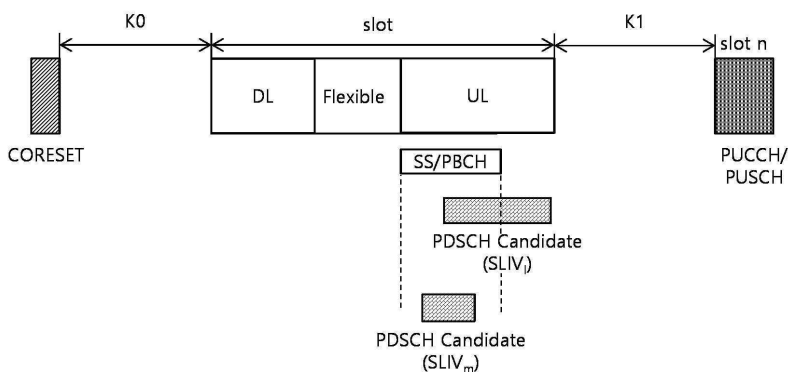 K0
slot
K1
slot n
DL
Flexible
UL
CORESET
SS/PBCH
PUCCH/
PUSCH
PDSCH Candidate
(SLIVl)
PDSCH Candidate
(SLIVm)